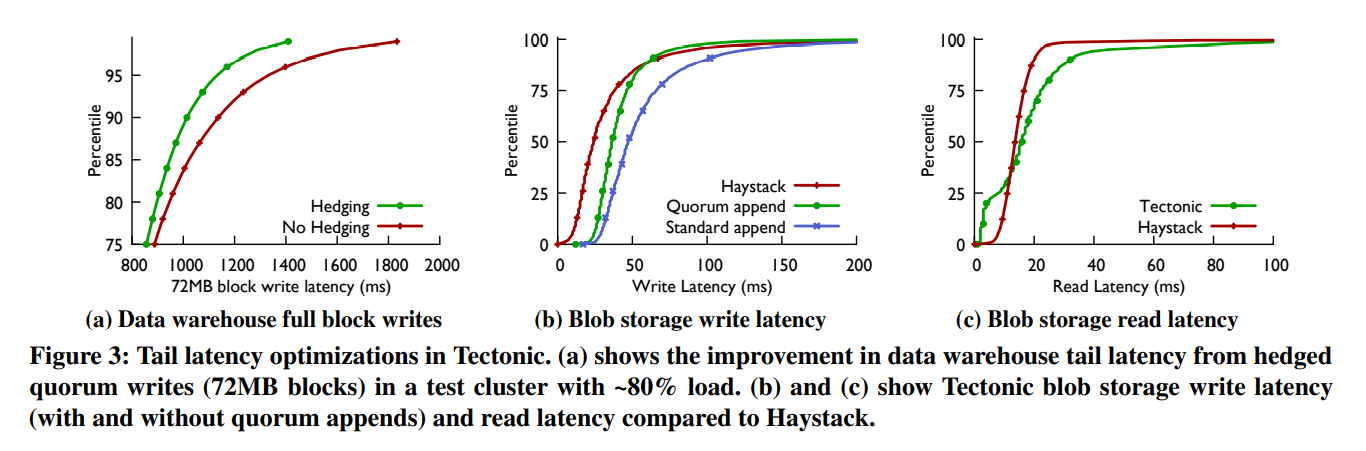 Percentile
95
90
85
80
75
Hedging
No Hedging
800 1000 1200 1400 1600 1800 2000
72MB block write latency (ms)
(a) Data warehouse full block writes
Percentile
100
75
50
25
0
Haystack
Quorum append
Standard append
0 50 100 150 200
Write Latency (ms)
(b) Blob storage write latency
Percentile
100
75
50
25
0
Tectonic
Haystack
0 20 40 60 80 100
Read Latency (ms)
(c) Blob storage read latency
Figure 3: Tail latency optimizations in Tectonic. (a) shows the improvement in data warehouse tail latency from hedged
quorum writes (72MB blocks) in a test cluster with ~80% load. (b) and (c) show Tectonic blob storage write latency
(with and without quorum appends) and read latency compared to Haystack.